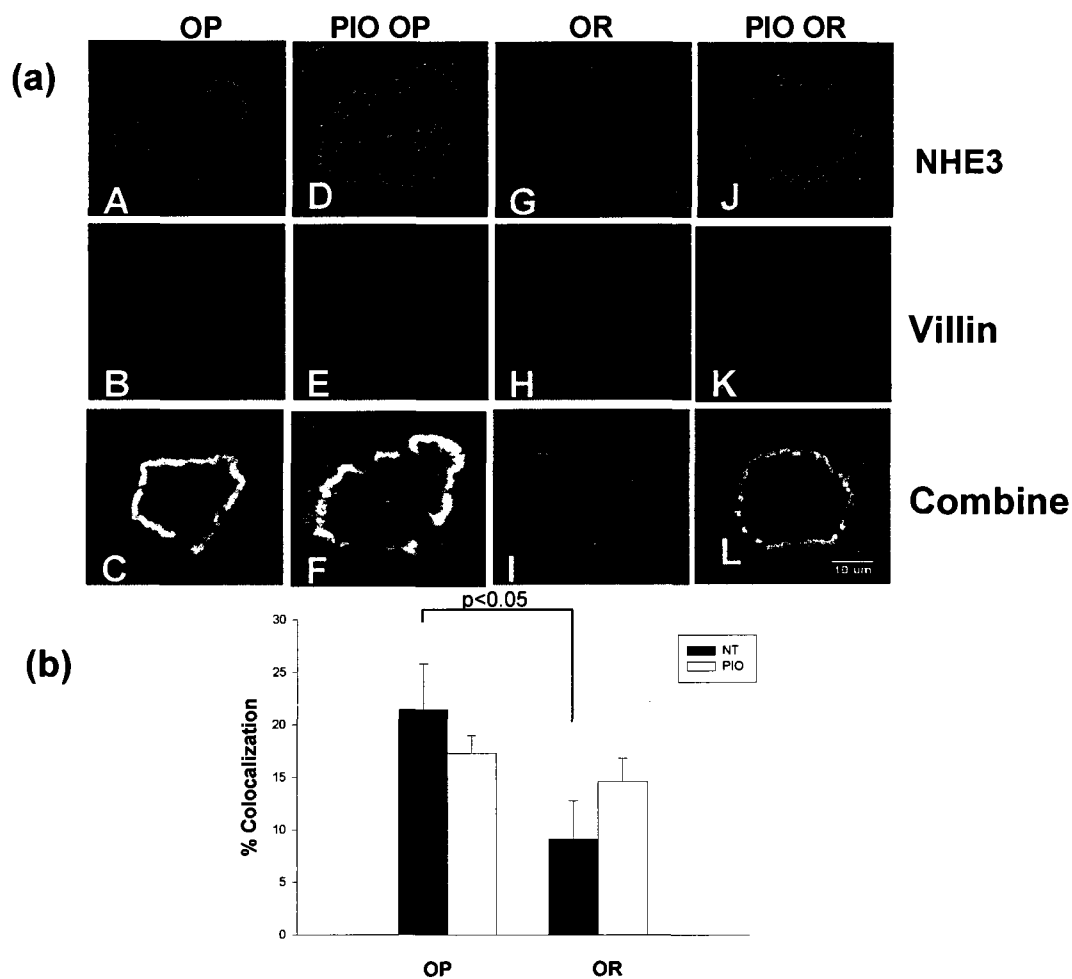 OP PIO OP OR PIO OR
(a)
A D G J NHE3
B E H K Villin
C F I L Combine
10 um
p<0.05
(b)
30
25
20
15
10
5
0
% Colocalization
NT
PIO
OP OR